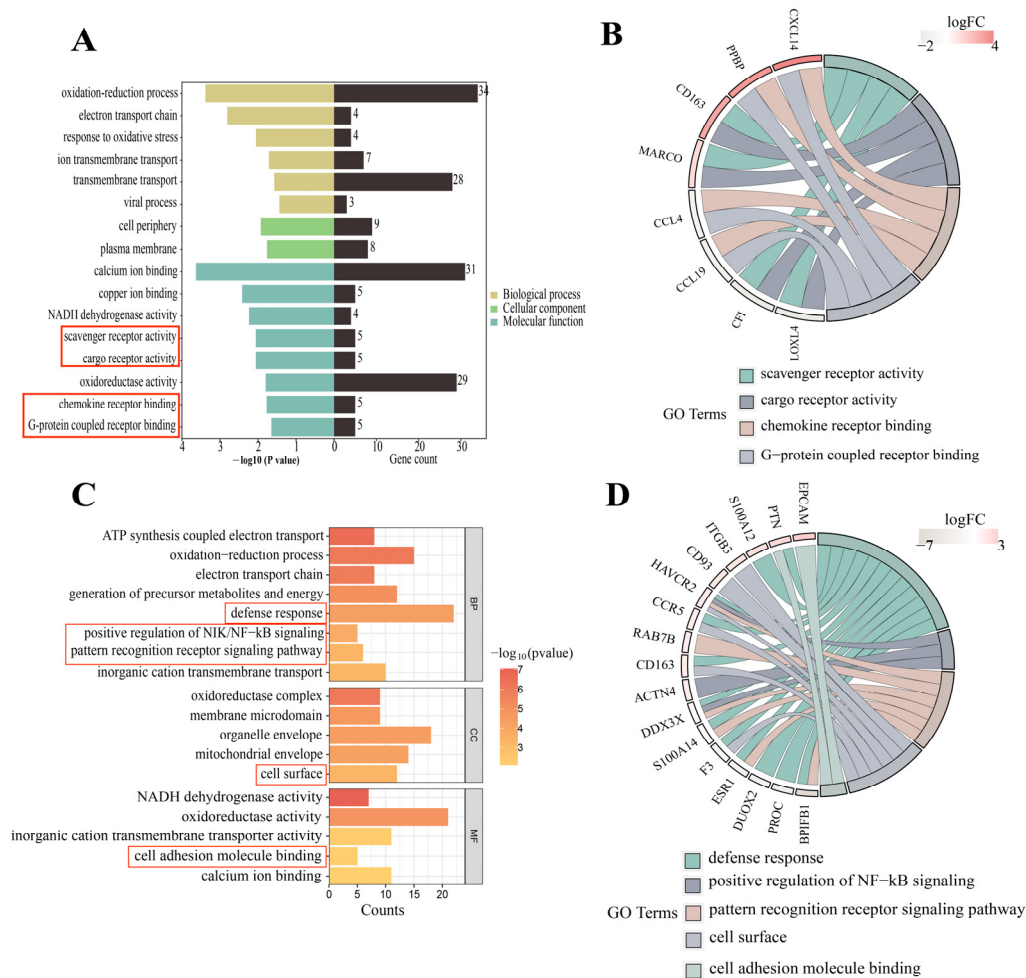 A
oxidation-reduction process
34
electron transport chain
4
response to oxidative stress
4
ion transmembrane transport
7
transmembrane transport
28
viral process
3
cell periphery
9
plasma membrane
8
calcium ion binding
31
copper ion binding
5
NADH dehydrogenase activity
4
scavenger receptor activity
5
cargo receptor activity
5
oxidoreductase activity
29
chemokine receptor binding
5
G-protein coupled receptor binding
5
4 3 2 1 0 10 20 30
−log10 (P value) Gene count
Biological process
Cellular component
Molecular function
B
logFC
−2 4
CXCL14
PPBP
CD163
MARCO
CCL4
CCL19
CFI
LOXL4
GO Terms
scavenger receptor activity
cargo receptor activity
chemokine receptor binding
G−protein coupled receptor binding
C
ATP synthesis coupled electron transport
oxidation−reduction process
electron transport chain
generation of precursor metabolites and energy
defense response
positive regulation of NIK/NF−kB signaling
pattern recognition receptor signaling pathway
inorganic cation transmembrane transport
BP
oxidoreductase complex
membrane microdomain
organelle envelope
mitochondrial envelope
cell surface
CC
NADH dehydrogenase activity
oxidoreductase activity
inorganic cation transmembrane transporter activity
cell adhesion molecule binding
calcium ion binding
MF
0 5 10 15 20
Counts
−log10(pvalue)
7
6
5
4
3
D
logFC
−7 3
EPCAM
PTN
S100A12
ITGB3
CD93
HAVCR2
CCR5
RAB7B
CD163
ACTN4
DDX3X
S100A14
F3
ESR1
DUOX2
PROC
BPIFB1
GO Terms
defense response
positive regulation of NF−kB signaling
pattern recognition receptor signaling pathway
cell surface
cell adhesion molecule binding